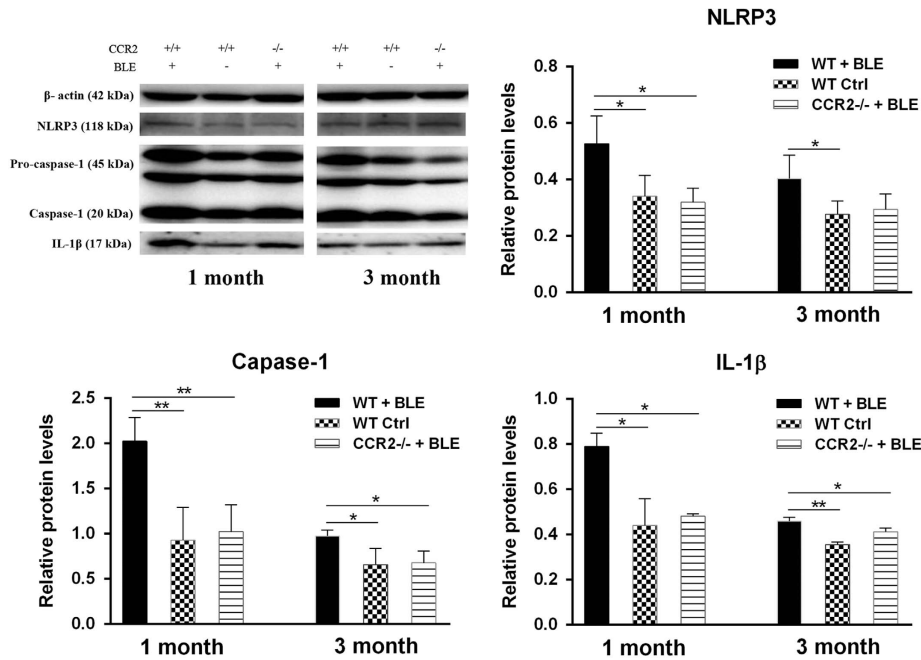 CCR2 +/+ +/+ -/- +/+ +/+ -/-
BLE + - + + - +
β- actin (42 kDa)
NLRP3 (118 kDa)
Pro-caspase-1 (45 kDa)
Caspase-1 (20 kDa)
IL-1β (17 kDa)
1 month 3 month
NLRP3
Relative protein levels
0.8
0.6
0.4
0.2
0.0
WT + BLE
WT Ctrl
CCR2-/- + BLE
*
*
*
1 month 3 month
Capase-1
Relative protein levels
2.5
2.0
1.5
1.0
0.5
0.0
WT + BLE
WT Ctrl
CCR2-/- + BLE
**
**
*
*
1 month 3 month
IL-1β
Relative protein levels
1.0
0.8
0.6
0.4
0.2
0.0
WT + BLE
WT Ctrl
CCR2-/- + BLE
*
*
*
**
1 month 3 month